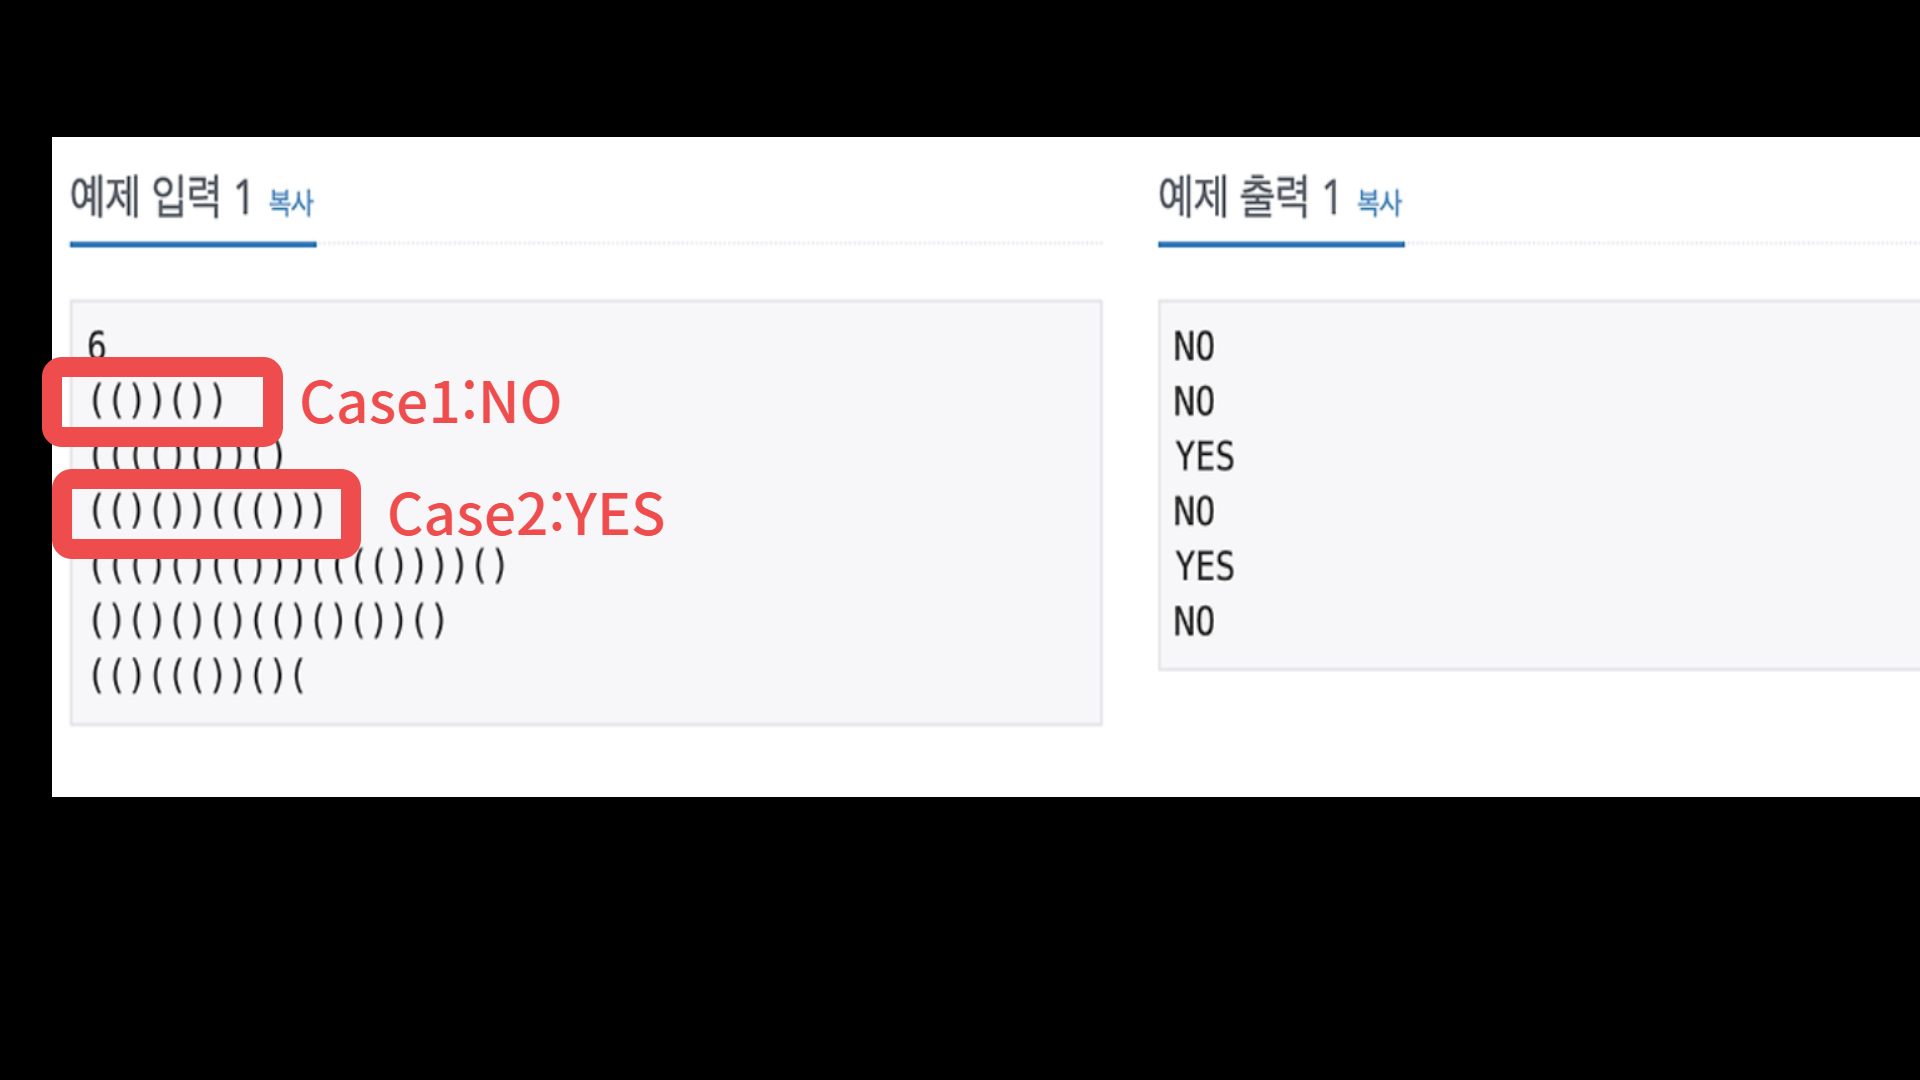 예제 입력 1 복사
6
(())())
Case1:NO
(((()())()
(()())((()))
Case2:YES
((()()(()))(((())))()
()()()()(()()())()
(()((())()(
예제 출력 1 복사
NO
NO
YES
NO
YES
NO